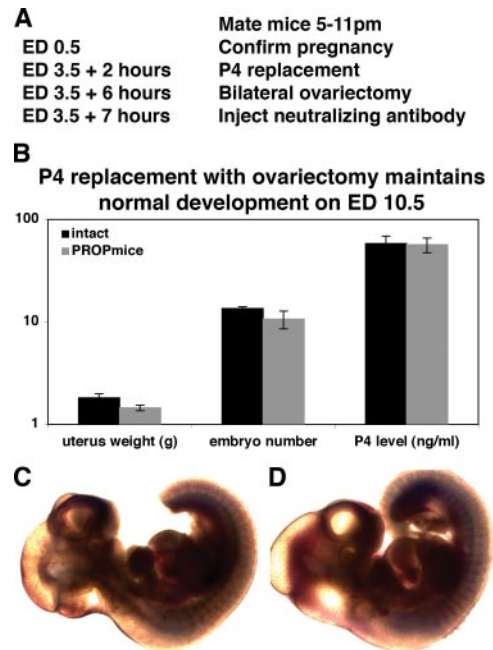 A
Mate mice 5-11pm
ED 0.5 Confirm pregnancy
ED 3.5 + 2 hours P4 replacement
ED 3.5 + 6 hours Bilateral ovariectomy
ED 3.5 + 7 hours Inject neutralizing antibody
B
P4 replacement with ovariectomy maintains
normal development on ED 10.5
100
intact
PROPmice
10
1
uterus weight (g) embryo number P4 level (ng/ml)
C D